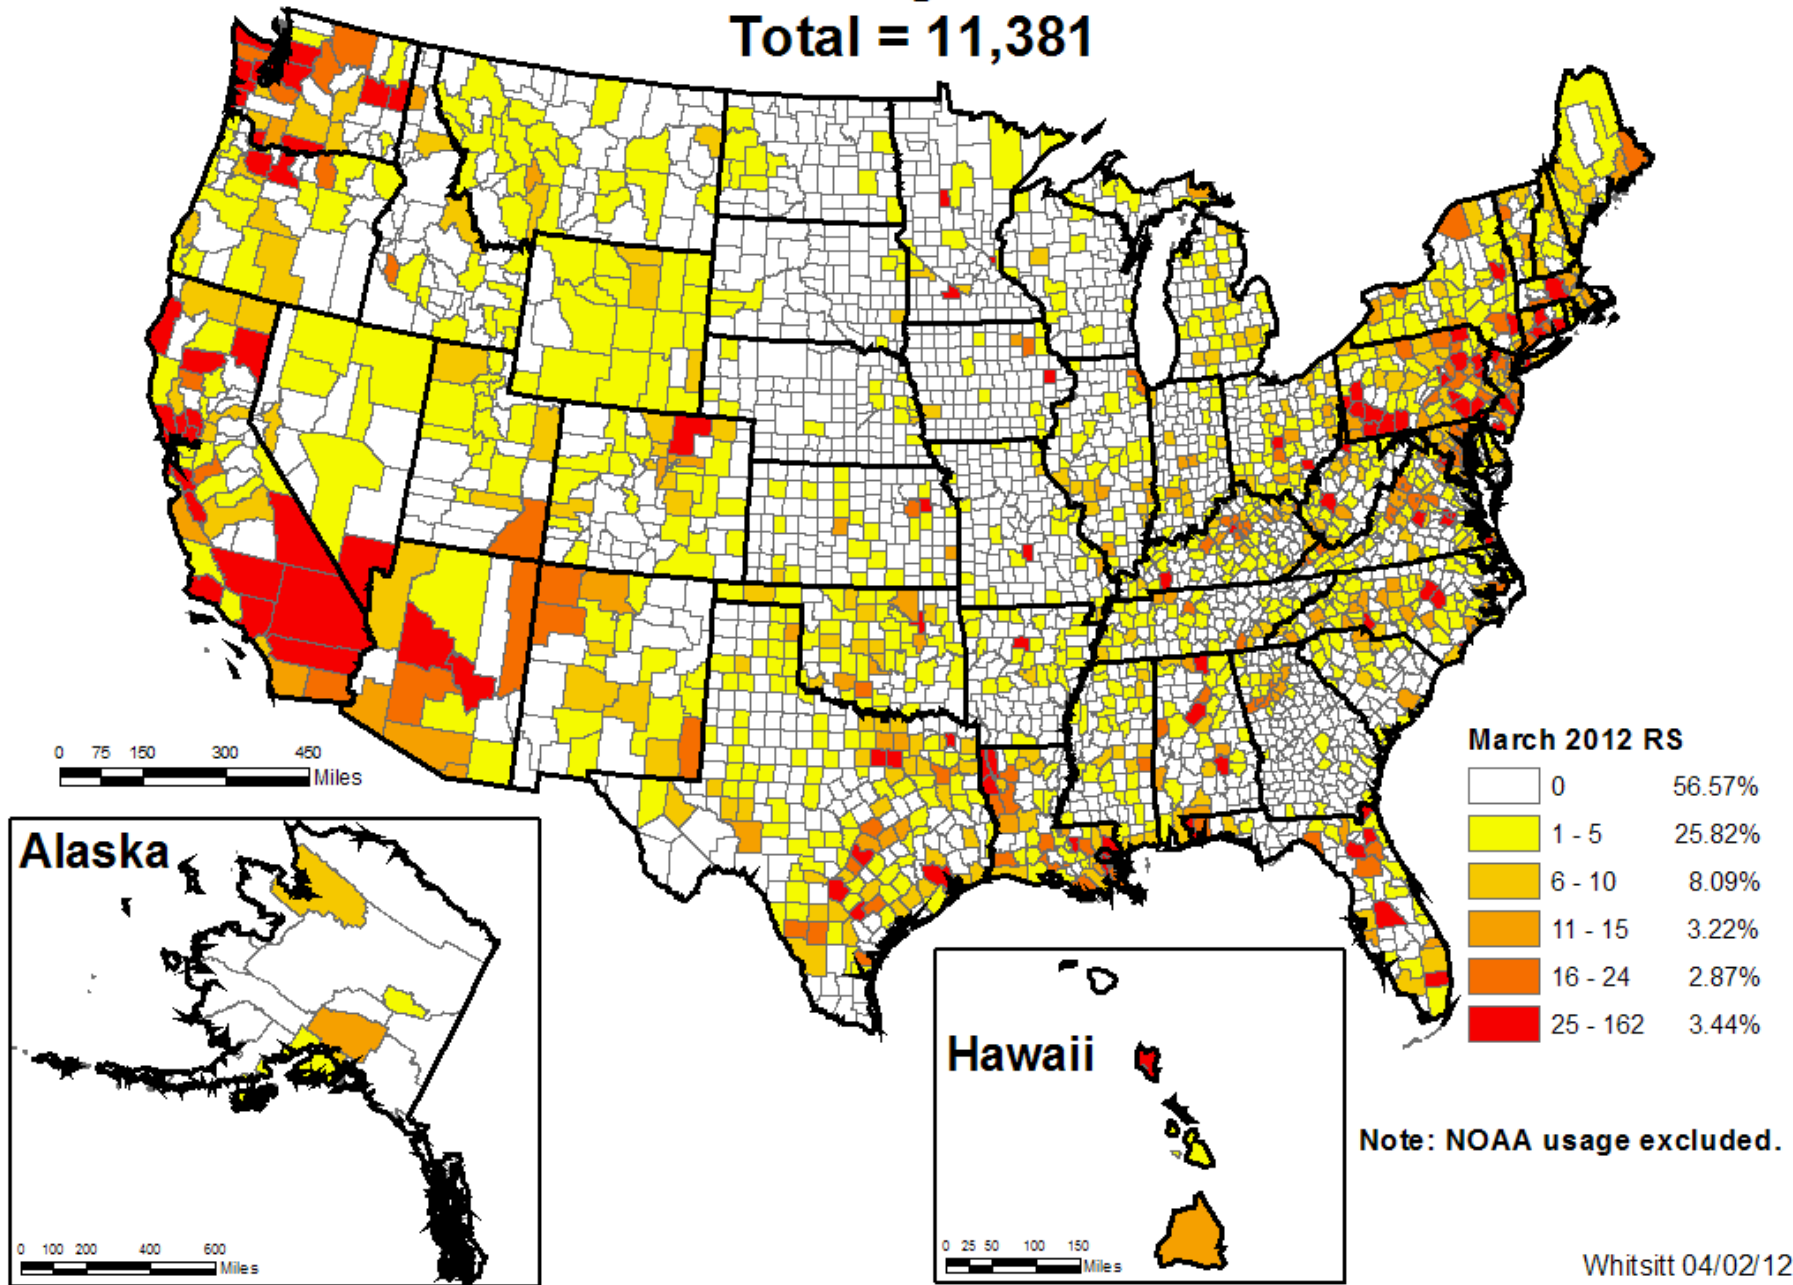 Total = 11,381
0 75 150 300 450
Miles
March 2012 RS
0 56.57%
1 - 5 25.82%
6 - 10 8.09%
11 - 15 3.22%
16 - 24 2.87%
25 - 162 3.44%
Alaska
0 100 200 400 600
Miles
Hawaii
0 25 50 100 150
Miles
Note: NOAA usage excluded.
Whitsitt 04/02/12